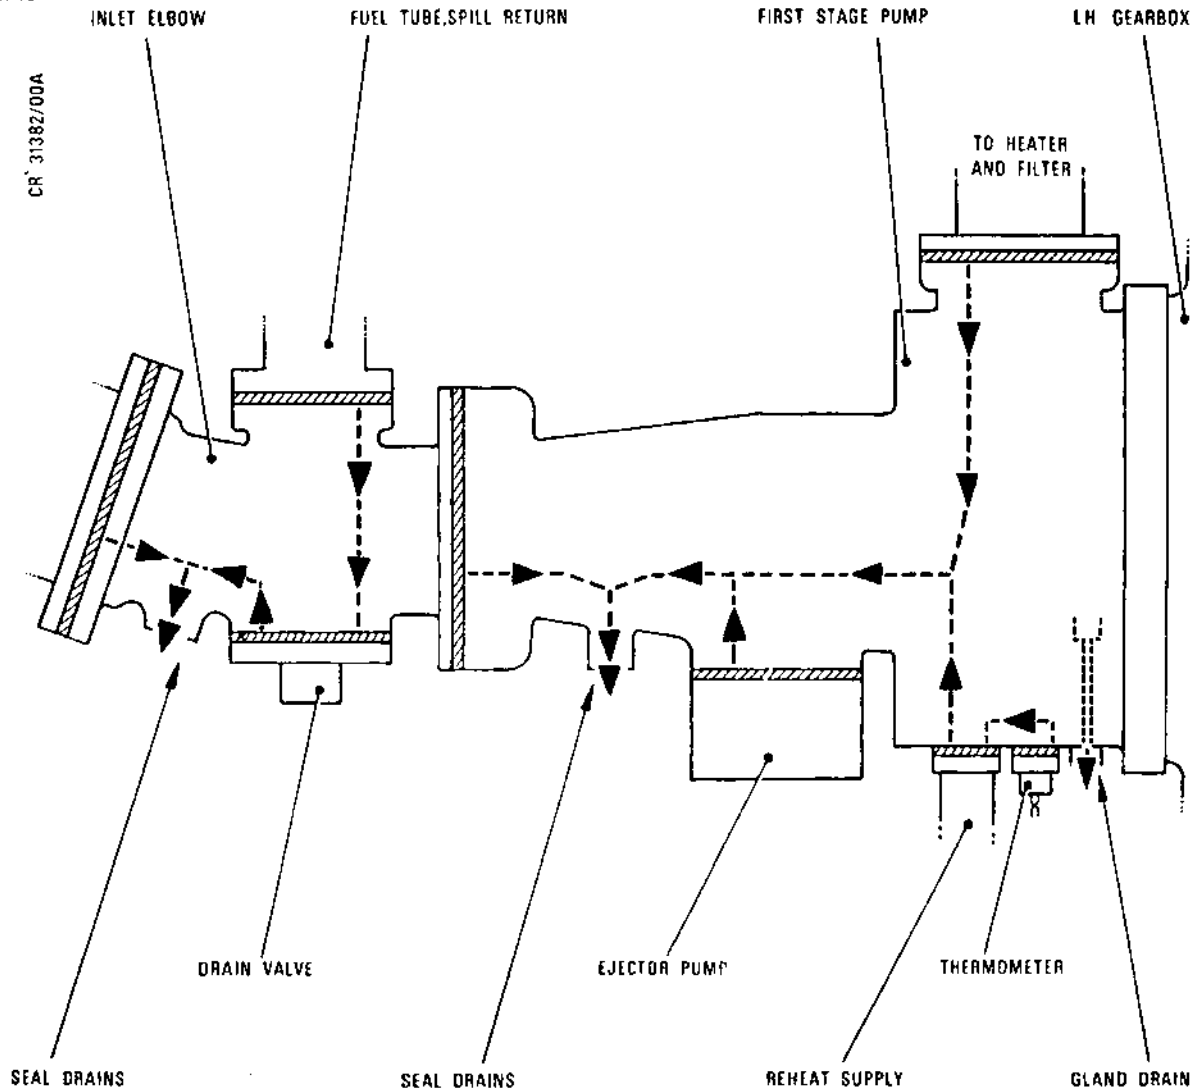 INLET ELBOW
FUEL TUBE,SPILL RETURN
FIRST STAGE PUMP
LH GEARBOX
CR 31382/00A
TO HEATER
AND FILTER
DRAIN VALVE
EJECTOR PUMP
THERMOMETER
SEAL DRAINS
SEAL DRAINS
REHEAT SUPPLY
GLAND DRAIN